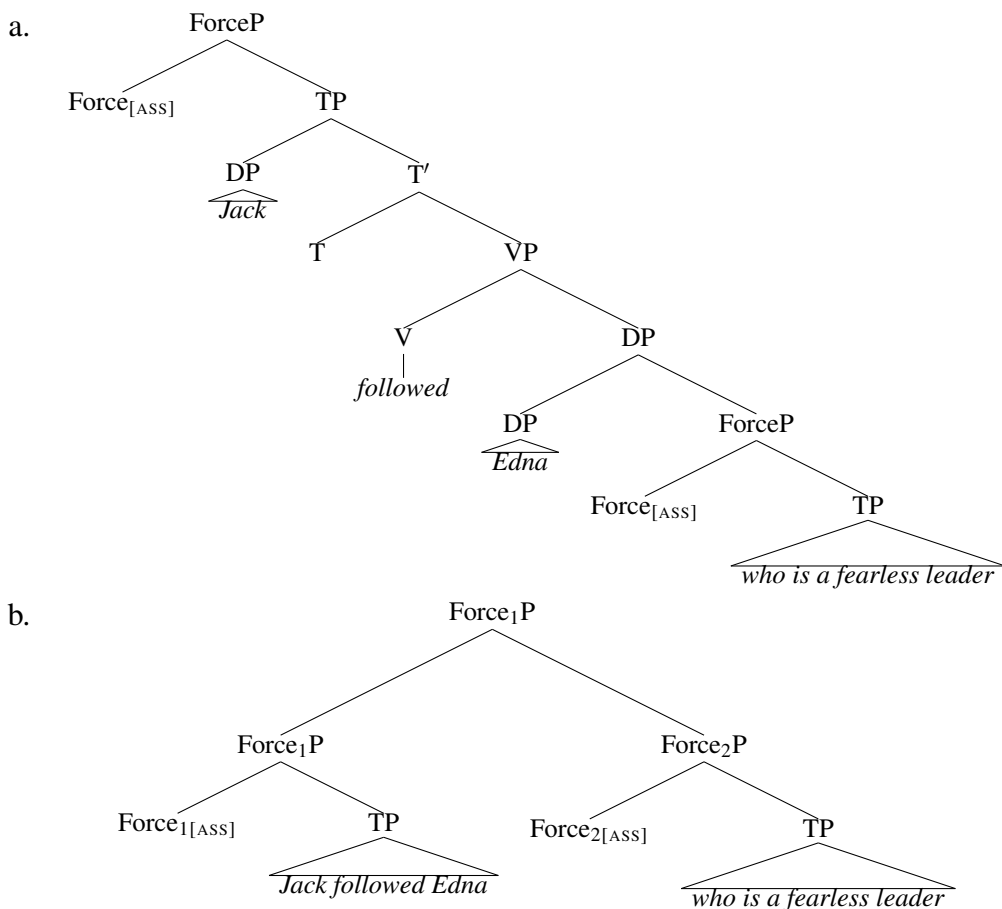 a.
ForceP
Force[ASS] TP
DP T′
Jack
T VP
V DP
followed
DP ForceP
Edna
Force[ASS] TP
who is a fearless leader
b.
Force₁P
Force₁P Force₂P
Force₁[ASS] TP Force₂[ASS] TP
Jack followed Edna who is a fearless leader